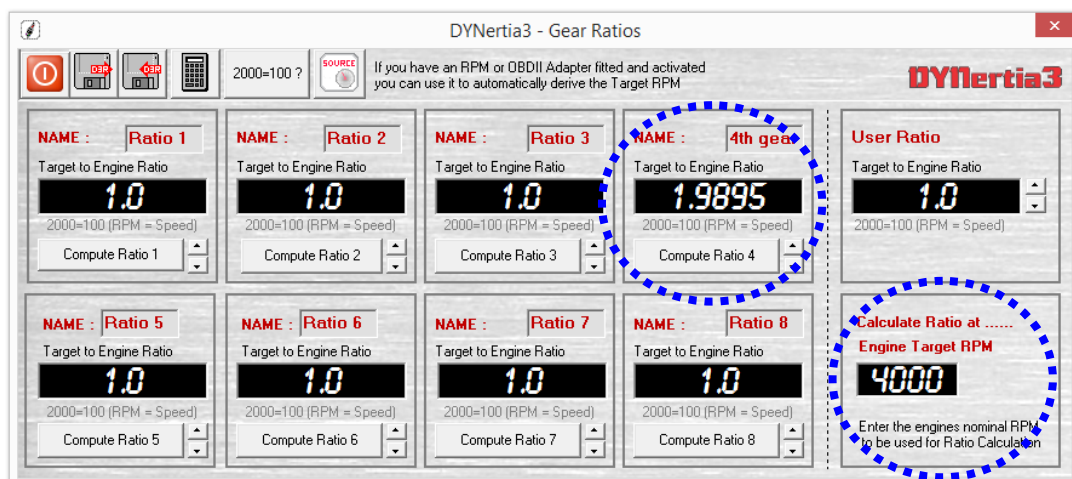 DYNertia3 - Gear Ratios
D3R
D3R
2000=100 ?
SOURCE
If you have an RPM or OBDII Adapter fitted and activated
you can use it to automatically derive the Target RPM
DYNertia3
NAME : Ratio 1
Target to Engine Ratio
1.0
2000=100 (RPM = Speed)
Compute Ratio 1
NAME : Ratio 2
Target to Engine Ratio
1.0
2000=100 (RPM = Speed)
Compute Ratio 2
NAME : Ratio 3
Target to Engine Ratio
1.0
2000=100 (RPM = Speed)
Compute Ratio 3
NAME : 4th gear
Target to Engine Ratio
1.9895
2000=100 (RPM = Speed)
Compute Ratio 4
User Ratio
Target to Engine Ratio
1.0
2000=100 (RPM = Speed)
NAME : Ratio 5
Target to Engine Ratio
1.0
2000=100 (RPM = Speed)
Compute Ratio 5
NAME : Ratio 6
Target to Engine Ratio
1.0
2000=100 (RPM = Speed)
Compute Ratio 6
NAME : Ratio 7
Target to Engine Ratio
1.0
2000=100 (RPM = Speed)
Compute Ratio 7
NAME : Ratio 8
Target to Engine Ratio
1.0
2000=100 (RPM = Speed)
Compute Ratio 8
Calculate Ratio at ......
Engine Target RPM
4000
Enter the engines nominal RPM
to be used for Ratio Calculation